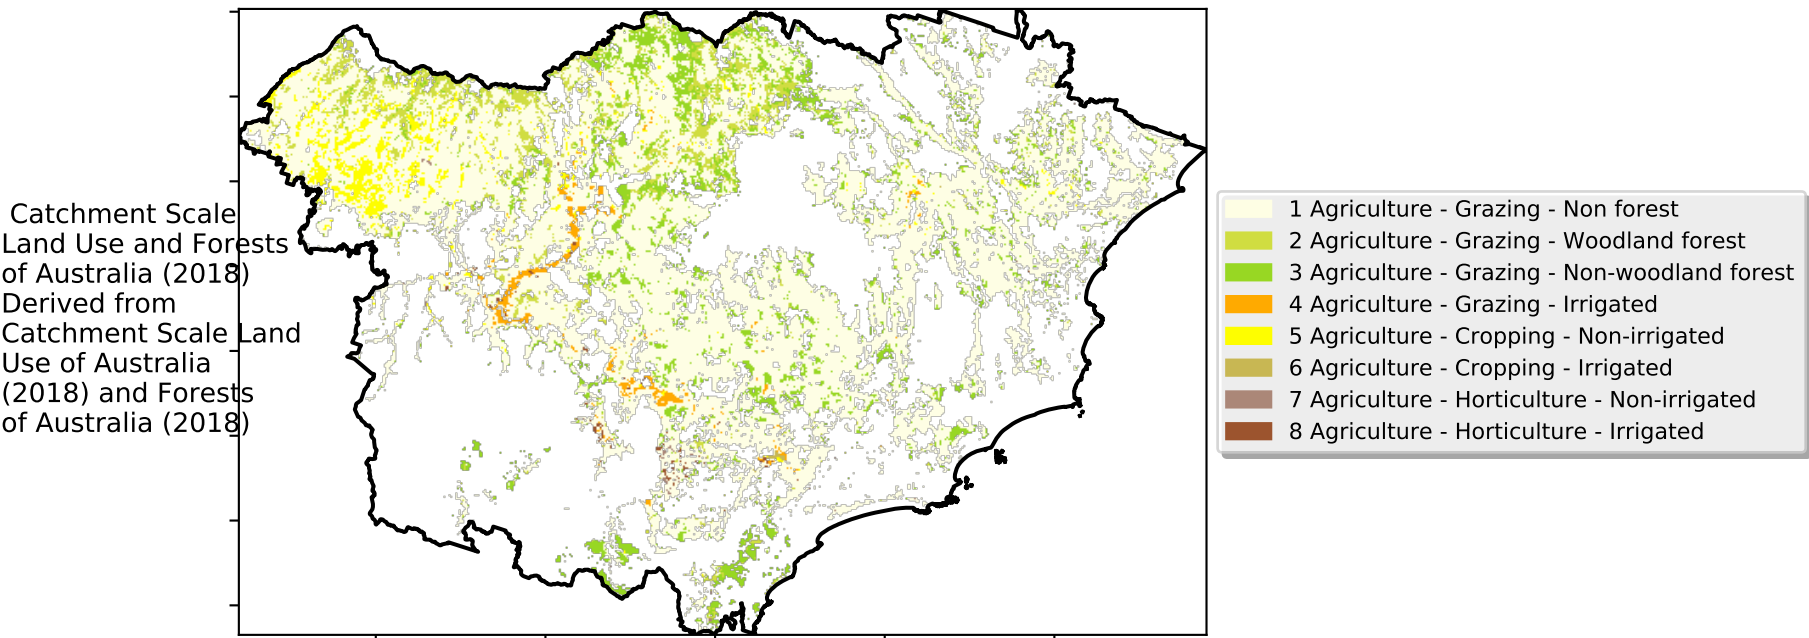 Catchment Scale
Land Use and Forests
of Australia (2018)
Derived from
Catchment Scale Land
Use of Australia
(2018) and Forests
of Australia (2018)
1 Agriculture - Grazing - Non forest
2 Agriculture - Grazing - Woodland forest
3 Agriculture - Grazing - Non-woodland forest
4 Agriculture - Grazing - Irrigated
5 Agriculture - Cropping - Non-irrigated
6 Agriculture - Cropping - Irrigated
7 Agriculture - Horticulture - Non-irrigated
8 Agriculture - Horticulture - Irrigated